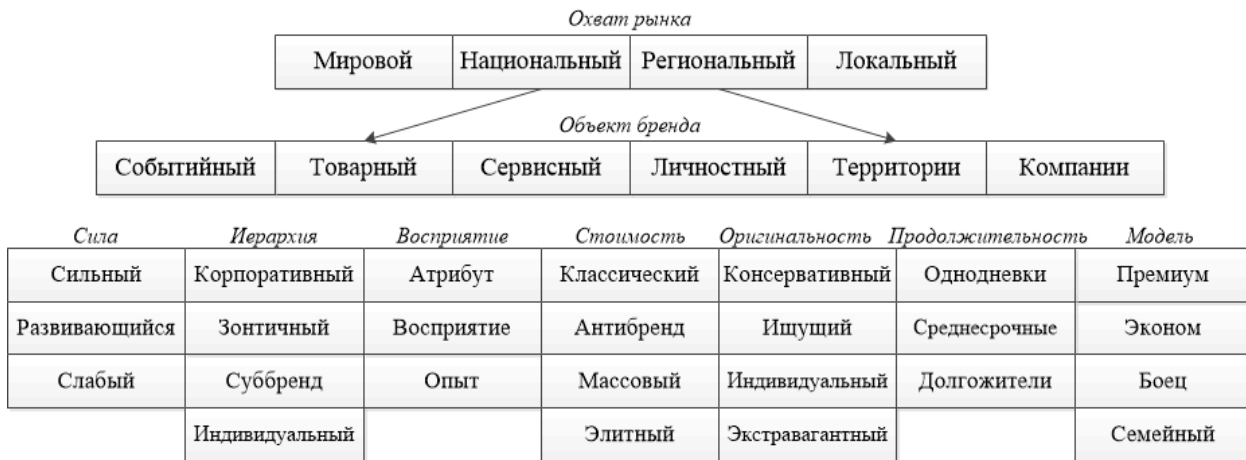 Охват рынка
Мировой Национальный Региональный Локальный
Объект бренда
Событийный Товарный Сервисный Личностный Территории Компании
Сила Иерархия Восприятие Стоимость Оригинальность Продолжительность Модель
Сильный Корпоративный Атрибут Классический Консервативный Однодневки Премиум
Развивающийся Зонтичный Восприятие Антибренд Ищущий Среднесрочные Эконом
Слабый Суббренд Опыт Массовый Индивидуальный Долгожители Боец
Индивидуальный Элитный Экстравагантный Семейный